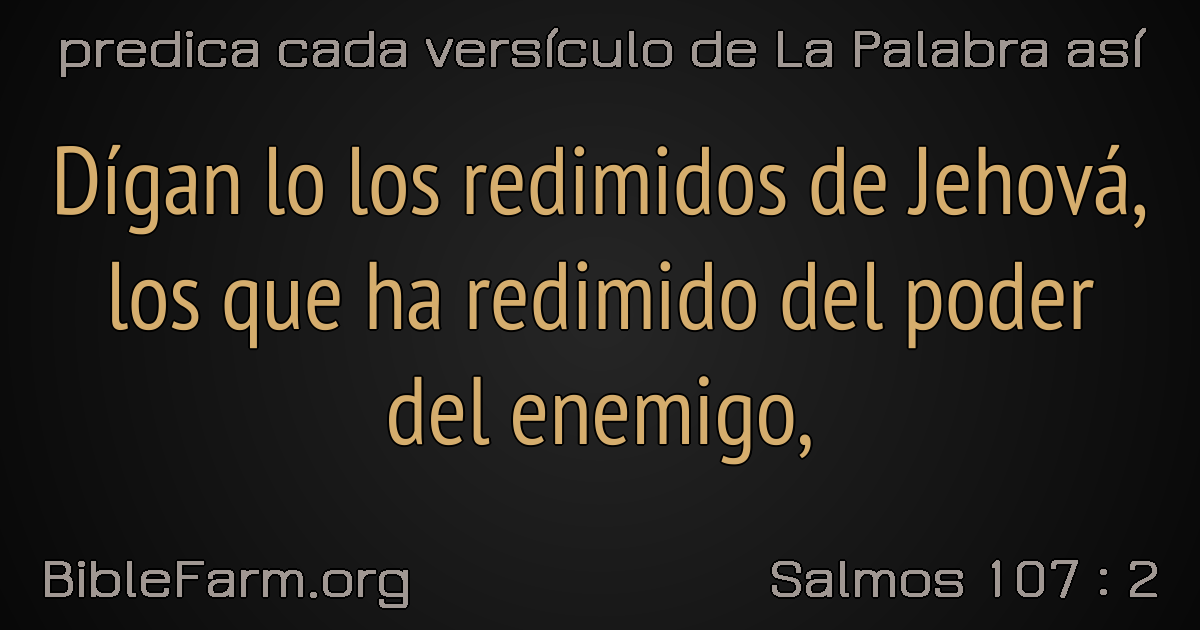 predica cada versículo de La Palabra así
Dígan lo los redimidos de Jehová,
los que ha redimido del poder
del enemigo,
BibleFarm.org
Salmos 107 : 2